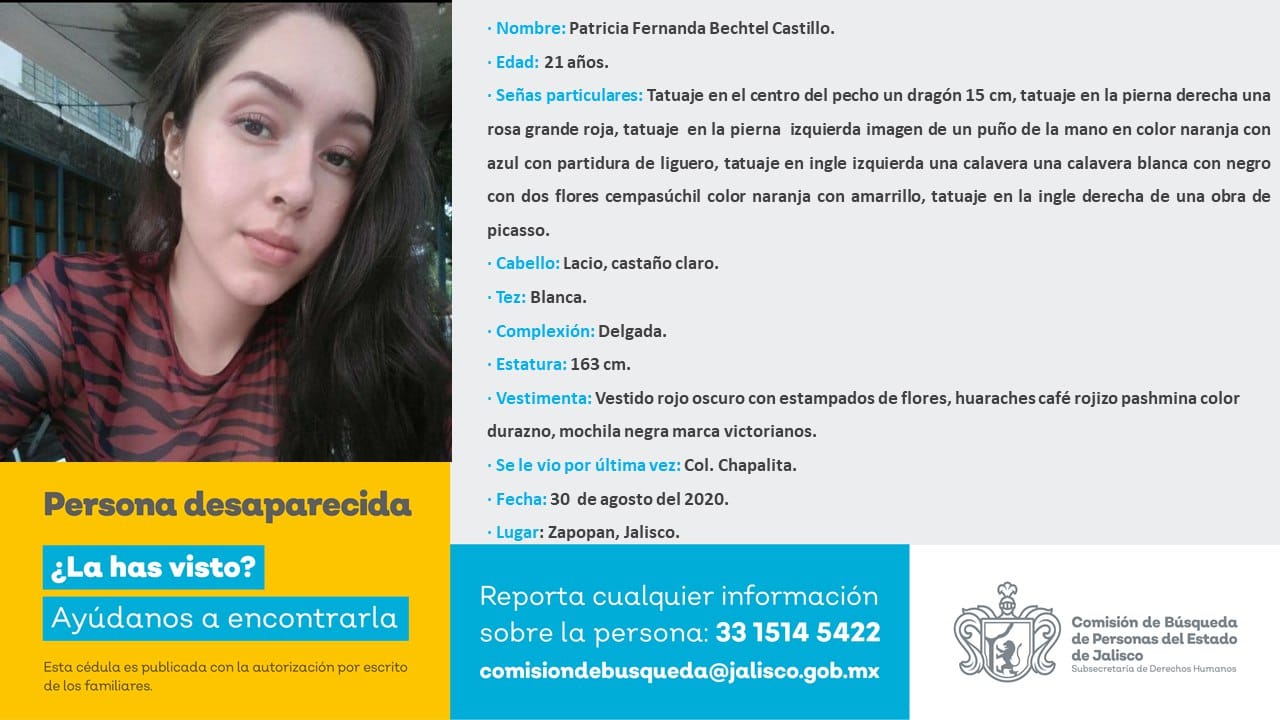 · Nombre: Patricia Fernanda Bechtel Castillo.
· Edad: 21 años.
· Señas particulares: Tatuaje en el centro del pecho un dragón 15 cm, tatuaje en la pierna derecha una
rosa grande roja, tatuaje en la pierna izquierda imagen de un puño de la mano en color naranja con
azul con partidura de liguero, tatuaje en ingle izquierda una calavera una calavera blanca con negro
con dos flores cempasúchil color naranja con amarrillo, tatuaje en la ingle derecha de una obra de
picasso.
· Cabello: Lacio, castaño claro.
· Tez: Blanca.
· Complexión: Delgada.
· Estatura: 163 cm.
· Vestimenta: Vestido rojo oscuro con estampados de flores, huaraches café rojizo pashmina color
durazno, mochila negra marca victorianos.
· Se le vio por última vez: Col. Chapalita.
· Fecha: 30 de agosto del 2020.
· Lugar: Zapopan, Jalisco.
Persona desaparecida
¿La has visto?
Ayúdanos a encontrarla
Esta cédula es publicada con la autorización por escrito
de los familiares.
Reporta cualquier información
sobre la persona: 33 1514 5422
comisiondebusqueda@jalisco.gob.mx
Comisión de Búsqueda
de Personas del Estado
de Jalisco
Subsecretaría de Derechos Humanos